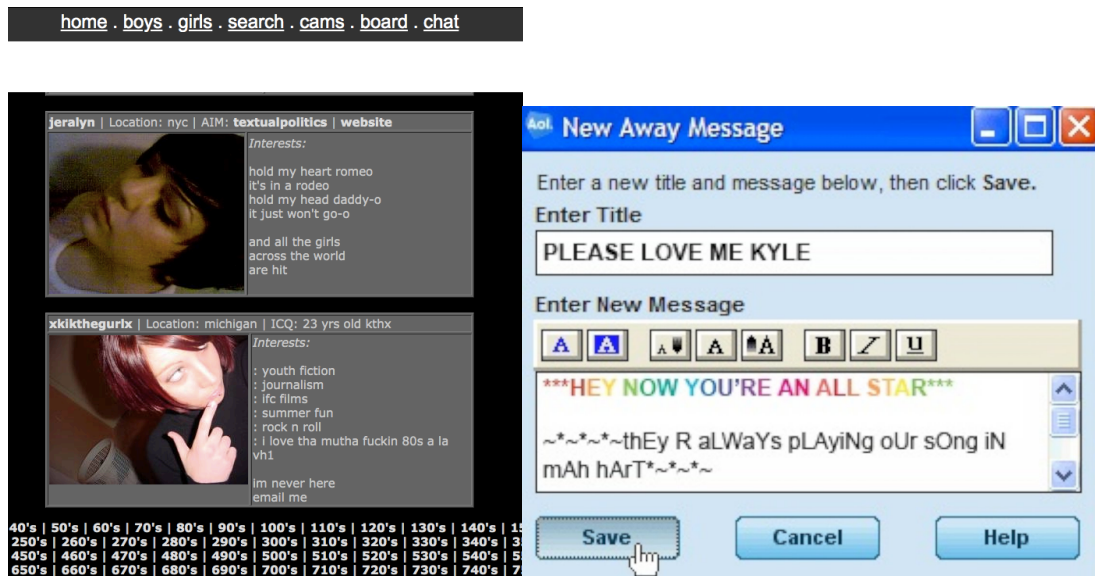 home . boys . girls . search . cams . board . chat
jeralyn | Location: nyc | AIM: textualpolitics | website
Interests:
hold my heart romeo
it's in a rodeo
hold my head daddy-o
it just won't go-o
and all the girls
across the world
are hit
xkikthegurlx | Location: michigan | ICQ: 23 yrs old kthx
Interests:
: youth fiction
: journalism
: ifc films
: summer fun
: rock n roll
: i love tha mutha fuckin 80s a la
vh1
im never here
email me
40's | 50's | 60's | 70's | 80's | 90's | 100's | 110's | 120's | 130's | 140's |
250's | 260's | 270's | 280's | 290's | 300's | 310's | 320's | 330's | 340's |
450's | 460's | 470's | 480's | 490's | 500's | 510's | 520's | 530's | 540's |
650's | 660's | 670's | 680's | 690's | 700's | 710's | 720's | 730's | 740's |
AOL. New Away Message
Enter a new title and message below, then click Save.
Enter Title
PLEASE LOVE ME KYLE
Enter New Message
A A A A A B I U
***HEY NOW YOU'RE AN ALL STAR***
~*~*~*~thEy R aLWaYs pLAyiNg oUr sOng iN
mAh hArT*~*~*~
Save Cancel Help